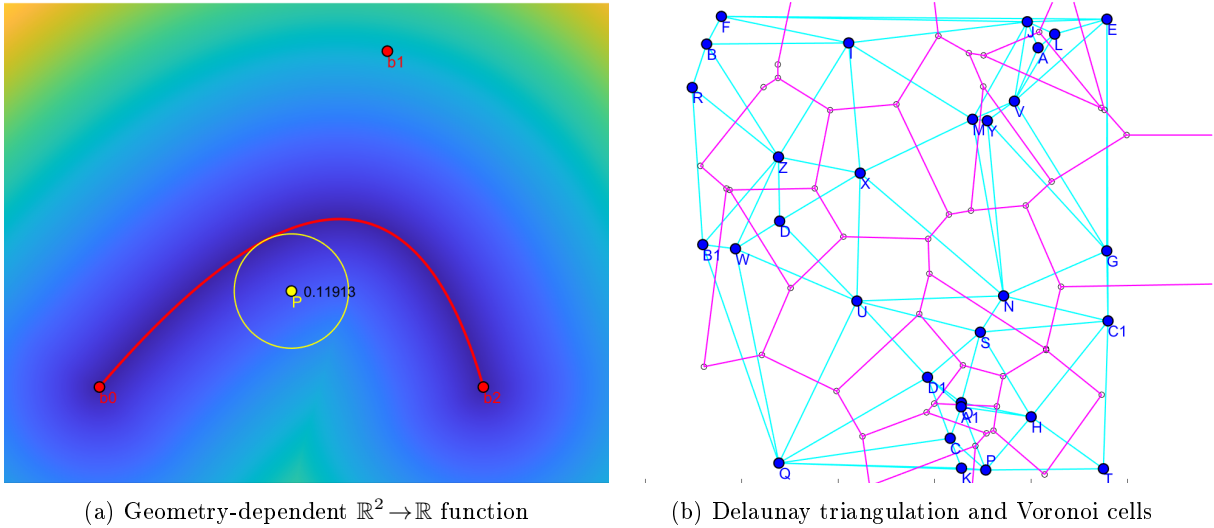 b1
0.11913
P
b0
b2
F
J
E
L
B
I
A
R
V
M
Y
Z
X
D
B1
W
G
U
N
C1
S
D1
O
A1
H
C
Q
K
P
T
(a) Geometry-dependent ℝ²→ℝ function
(b) Delaunay triangulation and Voronoi cells